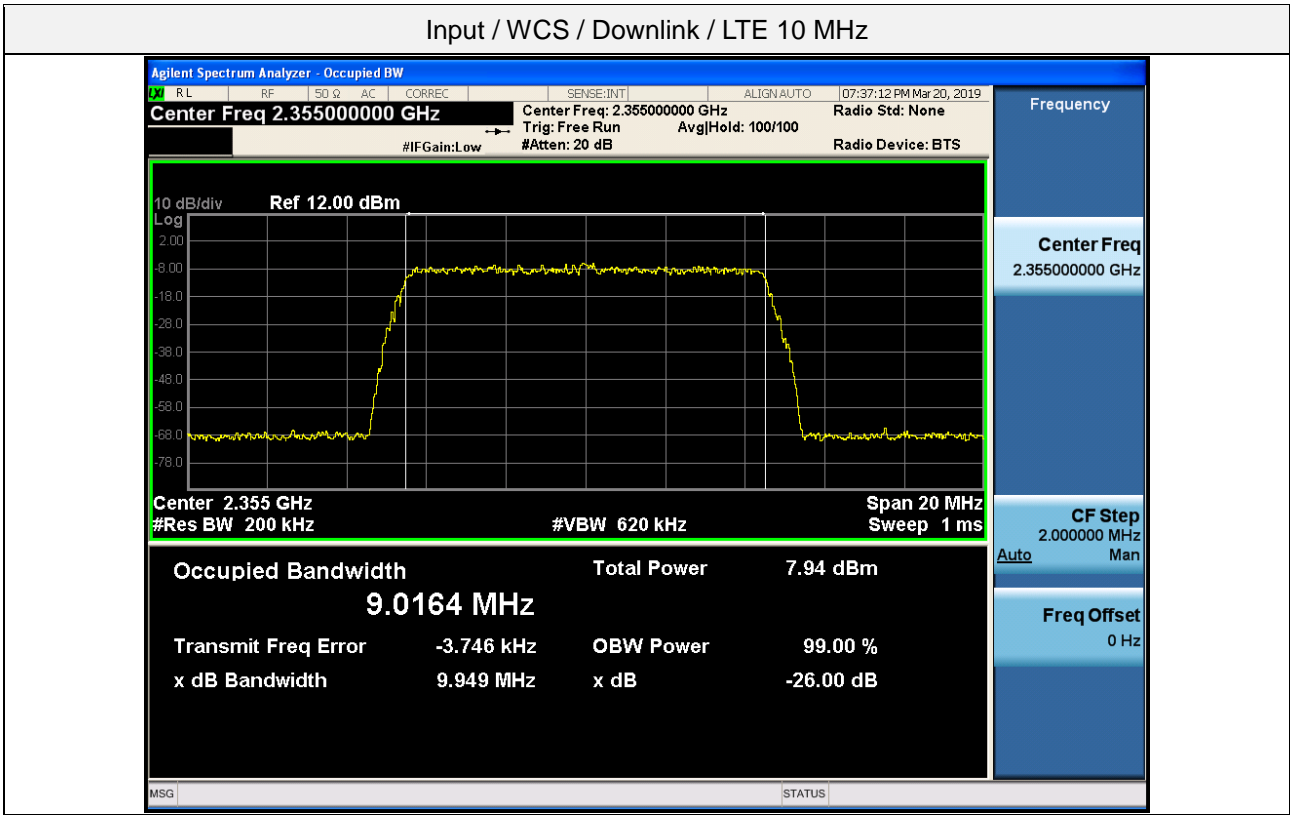 Input / WCS / Downlink / LTE 10 MHz
Agilent Spectrum Analyzer - Occupied BW
LXI RL RF 50 Ω AC CORREC SENSE:INT ALIGN AUTO 07:37:12 PM Mar 20, 2019
Center Freq 2.355000000 GHz
Center Freq: 2.355000000 GHz
Radio Std: None
Trig: Free Run Avg|Hold: 100/100
#IFGain:Low
#Atten: 20 dB
Radio Device: BTS
10 dB/div Ref 12.00 dBm
Log
2.00
-8.00
-18.0
-28.0
-38.0
-48.0
-58.0
-68.0
-78.0
Center 2.355 GHz Span 20 MHz
#Res BW 200 kHz #VBW 620 kHz Sweep 1 ms
Occupied Bandwidth Total Power 7.94 dBm
9.0164 MHz
Transmit Freq Error -3.746 kHz OBW Power 99.00 %
x dB Bandwidth 9.949 MHz x dB -26.00 dB
Frequency
Center Freq
2.355000000 GHz
CF Step
2.000000 MHz
Auto Man
Freq Offset
0 Hz
MSG STATUS